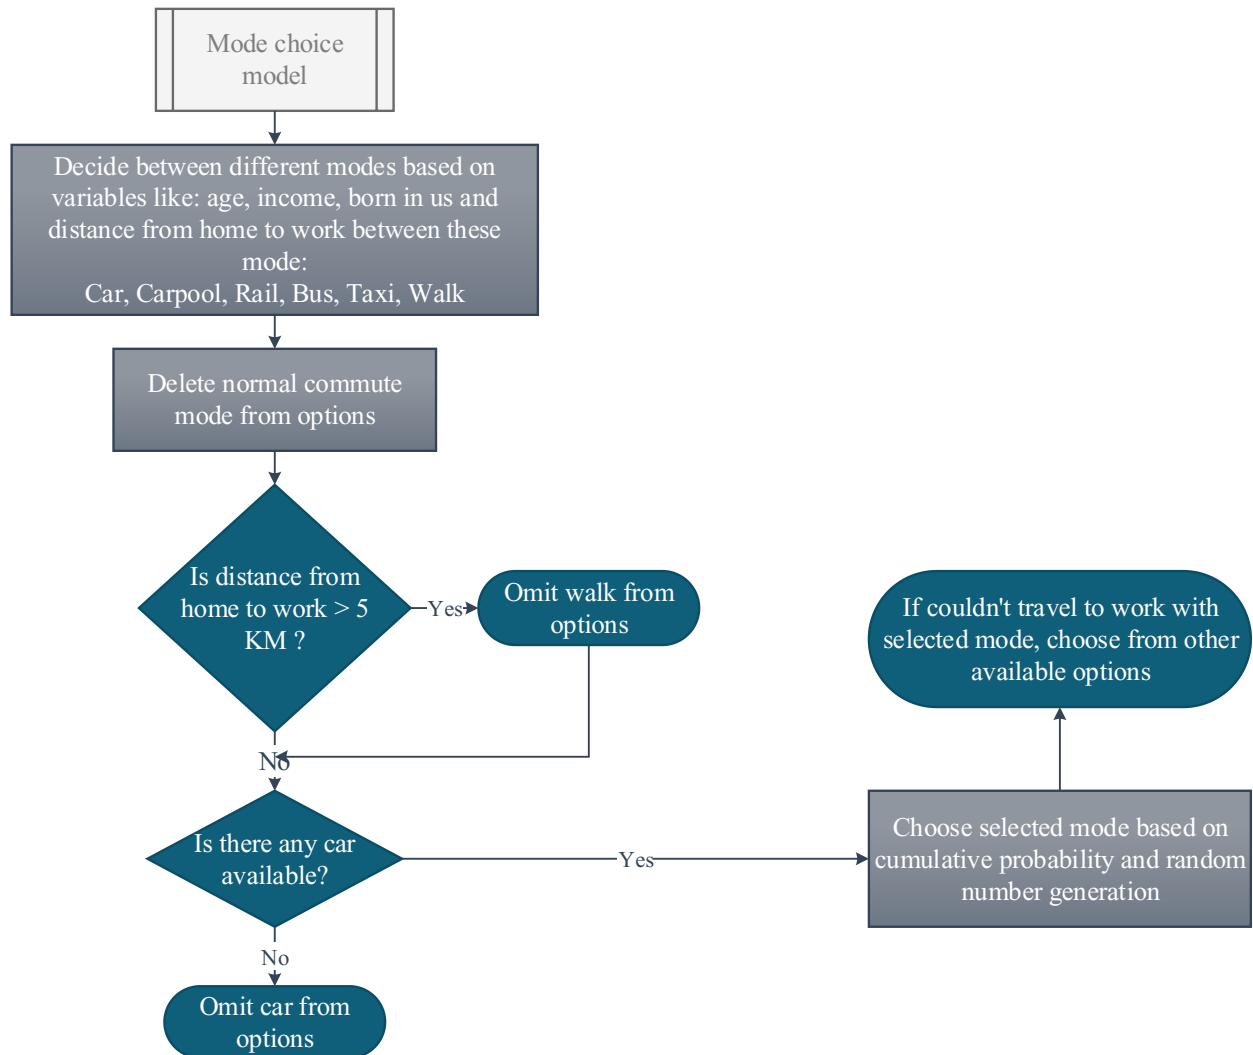 Mode choice
model
Decide between different modes based on
variables like: age, income, born in us and
distance from home to work between these
mode:
Car, Carpool, Rail, Bus, Taxi, Walk
Delete normal commute
mode from options
Is distance from
home to work > 5
KM ?
Yes
Omit walk from
options
If couldn't travel to work with
selected mode, choose from other
available options
No
Is there any car
available?
Yes
Choose selected mode based on
cumulative probability and random
number generation
No
Omit car from
options